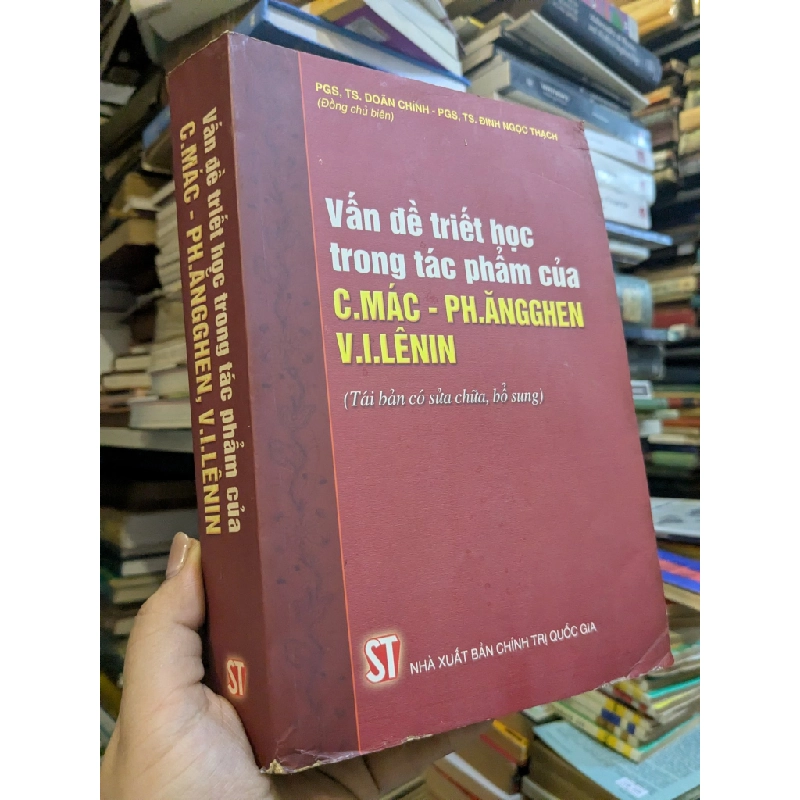 PGS, TS. DOÃN CHÍNH - PGS, TS. ĐINH NGỌC THẠCH
(Đồng chủ biên)
Vấn đề triết học
trong tác phẩm của
C.MÁC - PH.ĂNGGHEN
V.I.LÊNIN
(Tái bản có sửa chữa, bổ sung)
ST NHÀ XUẤT BẢN CHÍNH TRỊ QUỐC GIA
Vấn đề triết học trong tác phẩm của
C.MÁC - PH.ĂNGGHEN, V.I.LÊNIN
ST